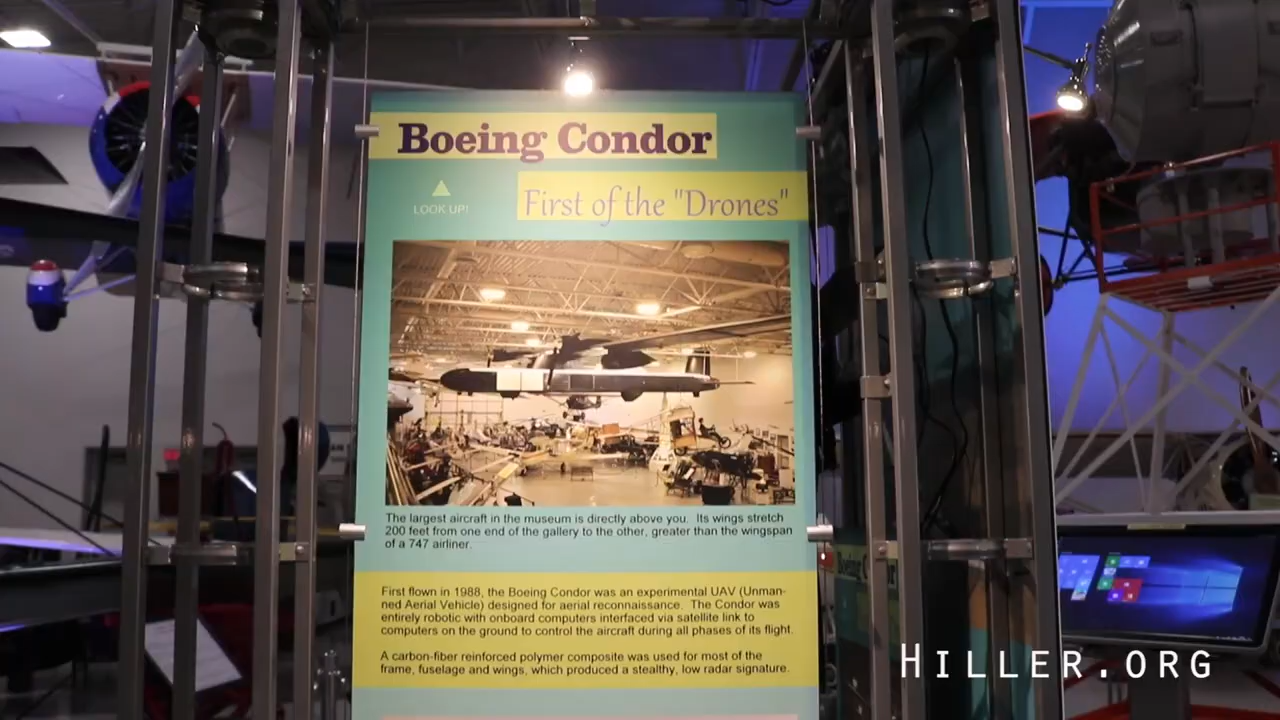 Boeing Condor
LOOK UP!
First of the "Drones"
The largest aircraft in the museum is directly above you. Its wings stretch
200 feet from one end of the gallery to the other, greater than the wingspan
of a 747 airliner.
First flown in 1988, the Boeing Condor was an experimental UAV (Unman-
ned Aerial Vehicle) designed for aerial reconnaissance. The Condor was
entirely robotic with onboard computers interfaced via satellite link to
computers on the ground to control the aircraft during all phases of its flight.
A carbon-fiber reinforced polymer composite was used for most of the
frame, fuselage and wings, which produced a stealthy, low radar signature.
Boeing
HILLER.ORG